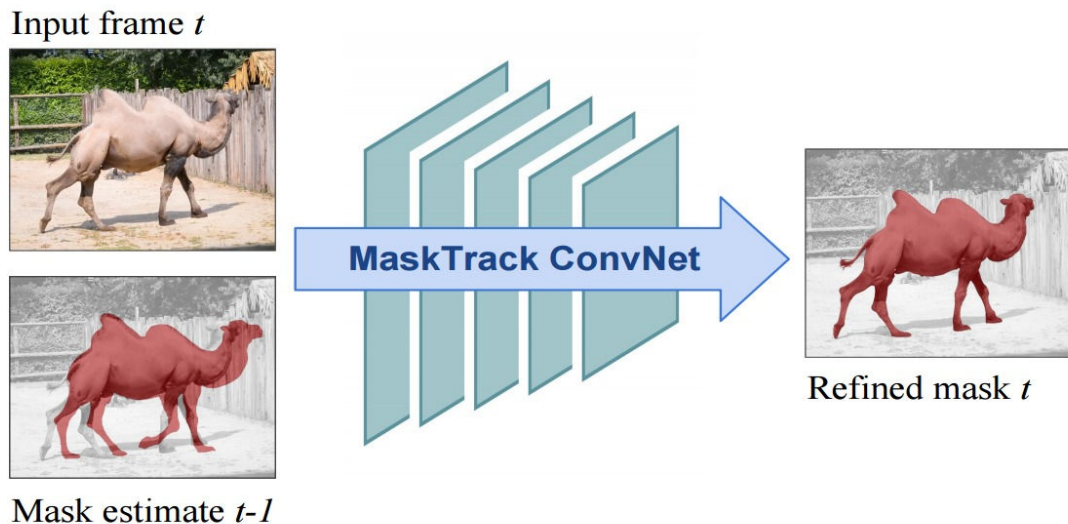 Input frame t
MaskTrack ConvNet
Refined mask t
Mask estimate t-1